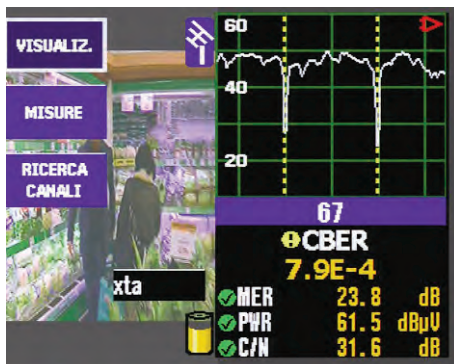 VISUALIZ.
MISURE
RICERCA
CANALI
xta
60
40
20
67
CBER
7.9E-4
MER 23.8 dB
PWR 61.5 dBµV
C/N 31.6 dB